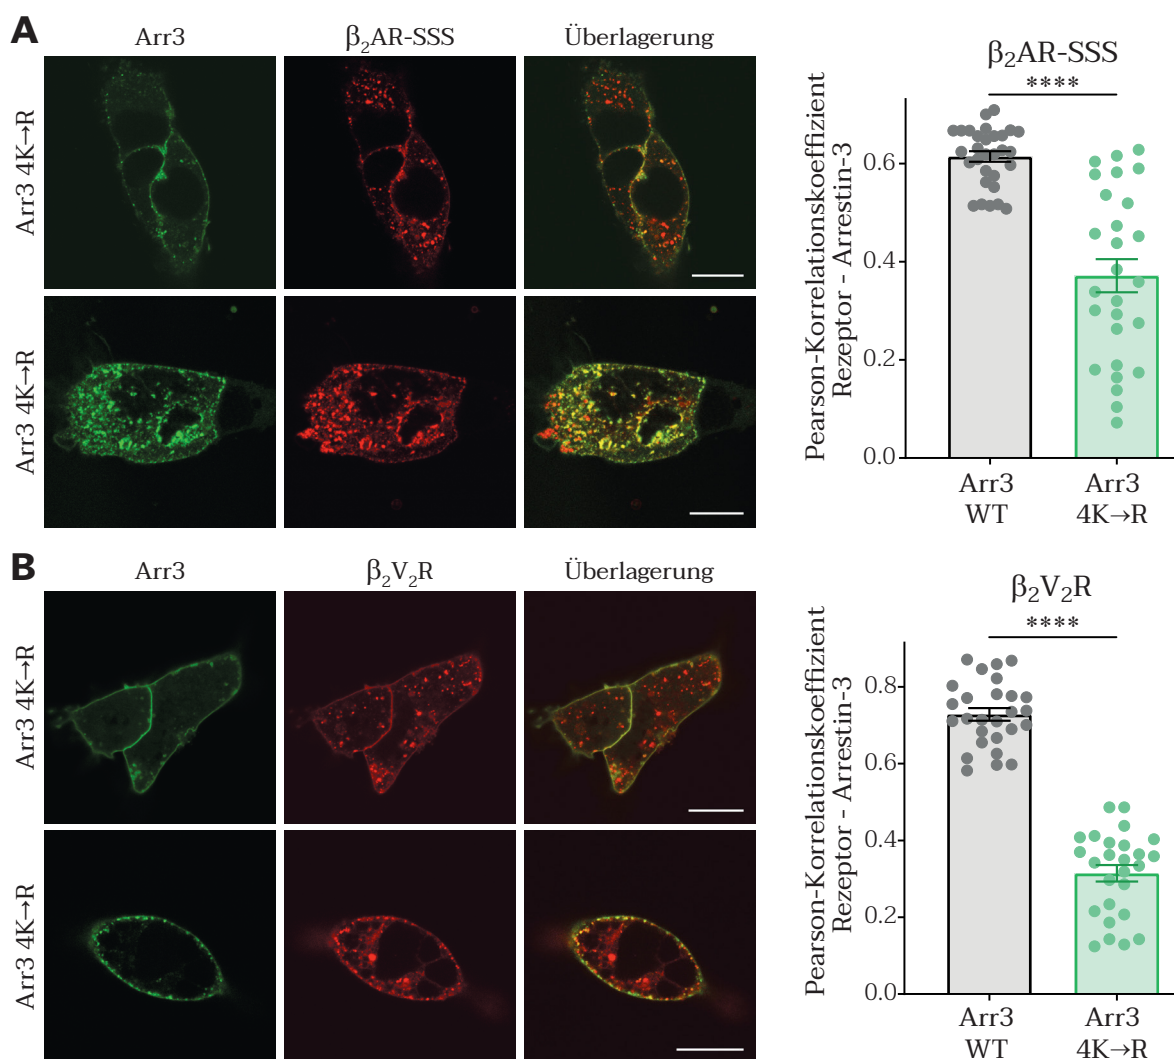 A
Arr3
β₂AR-SSS
Überlagerung
Arr3 4K→R
Arr3 4K→R
β₂AR-SSS
****
Pearson-Korrelationskoeffizient
Rezeptor - Arrestin-3
0.6
0.4
0.2
0.0
Arr3
WT
Arr3
4K→R
B
Arr3
β₂V₂R
Überlagerung
Arr3 4K→R
Arr3 4K→R
β₂V₂R
****
Pearson-Korrelationskoeffizient
Rezeptor - Arrestin-3
0.8
0.6
0.4
0.2
0.0
Arr3
WT
Arr3
4K→R